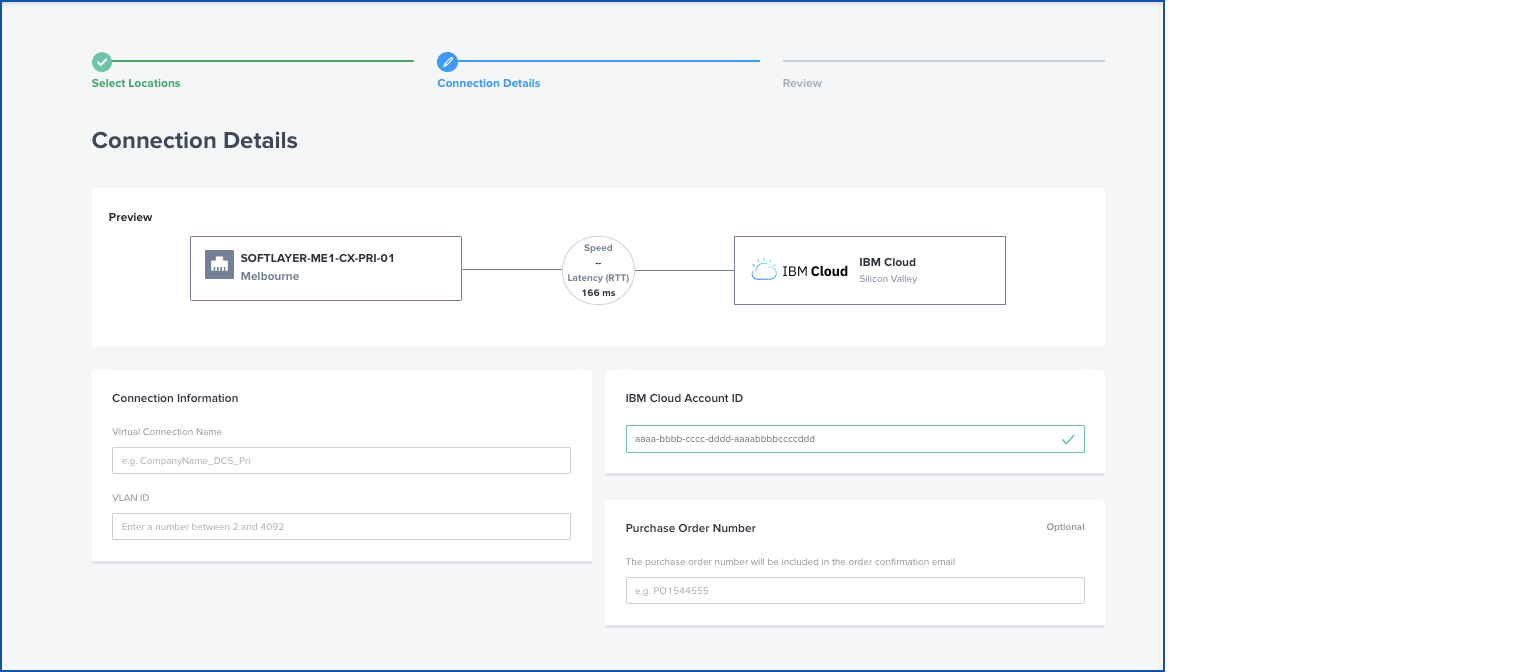 Select Locations
Connection Details
Review
Connection Details
Preview
SOFTLAYER-ME1-CX-PRI-01
Melbourne
Speed
--
Latency (RTT)
166 ms
IBM Cloud
IBM Cloud
Silicon Valley
Connection Information
Virtual Connection Name
e.g. CompanyName_DC5_Pri
VLAN ID
Enter a number between 2 and 4092
IBM Cloud Account ID
aaaa-bbbb-cccc-dddd-aaaabbbbccccddd
Purchase Order Number
Optional
The purchase order number will be included in the order confirmation email
e.g. PO1544555